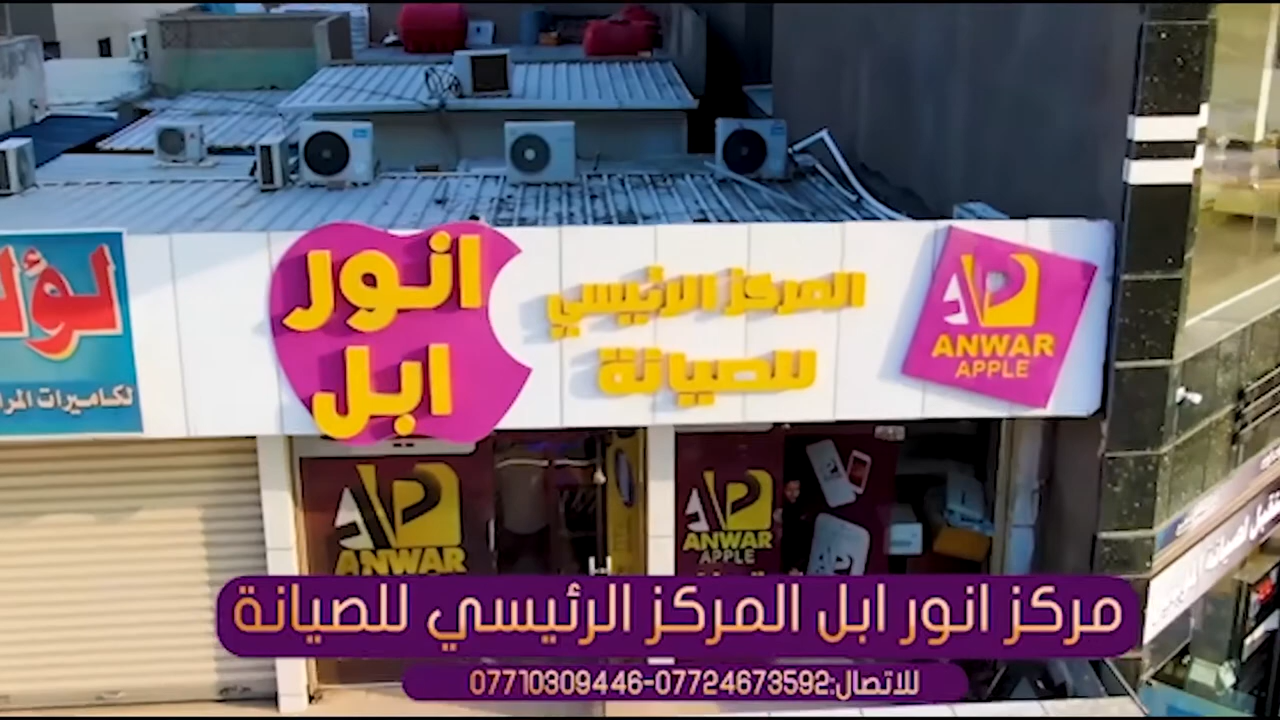 انور
ابل
المركز الرئيسي
للصيانة
ANWAR
APPLE
لكاميرات
ANWAR
ANWAR
APPLE
مركز انور ابل المركز الرئيسي للصيانة
للاتصال:07724673592-07710309446